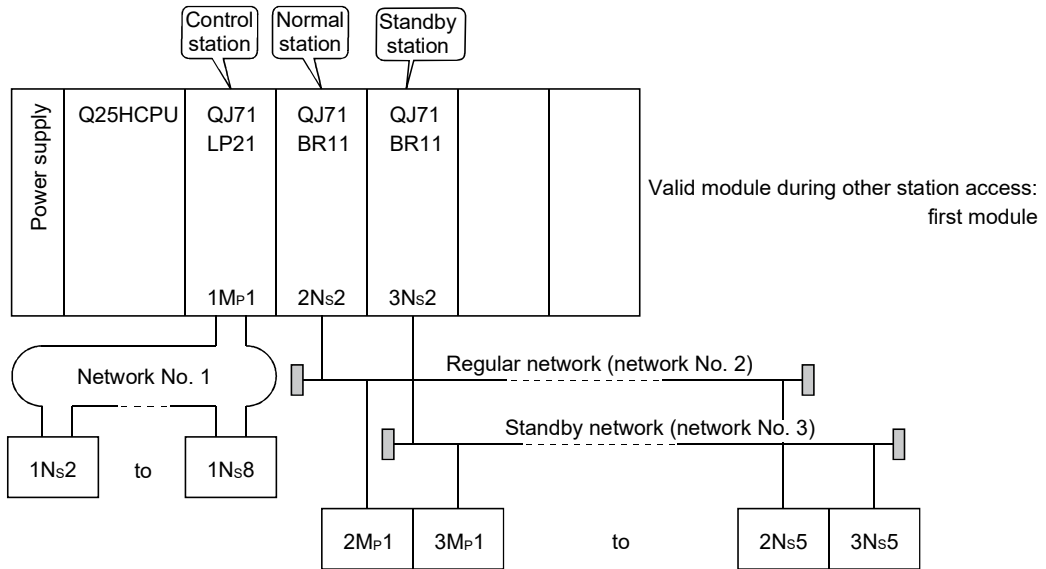 Control
station
Normal
station
Standby
station
Power supply
Q25HCPU
QJ71
LP21
QJ71
BR11
QJ71
BR11
Valid module during other station access:
first module
1MP1
2NS2
3NS2
Network No. 1
Regular network (network No. 2)
Standby network (network No. 3)
1NS2
to
1NS8
2MP1
3MP1
to
2NS5
3NS5